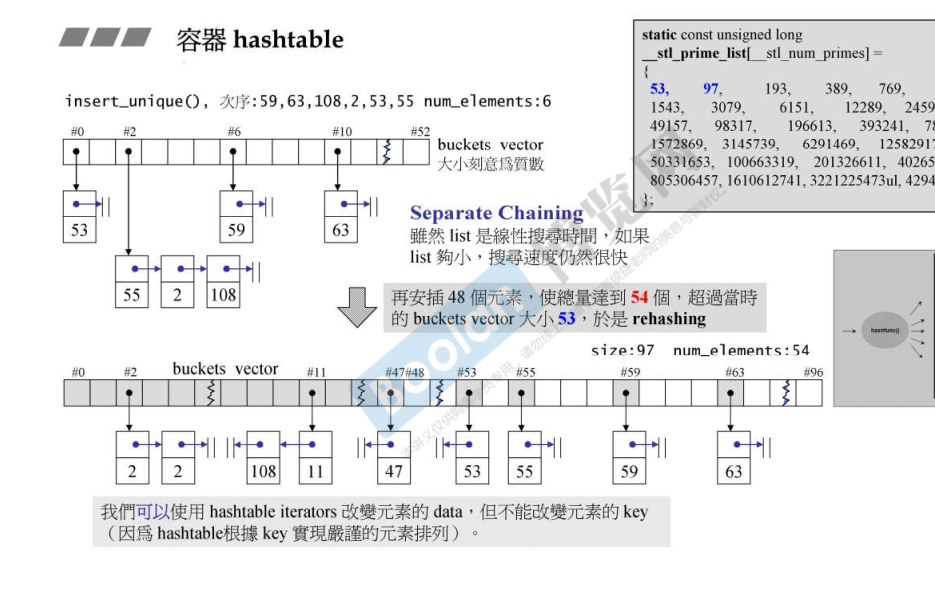 容器 hashtable
static const unsigned long
__stl_prime_list[__stl_num_primes] =
{
53, 97, 193, 389, 769,
1543, 3079, 6151, 12289, 2459
49157, 98317, 196613, 393241, 78
1572869, 3145739, 6291469, 12582917
50331653, 100663319, 201326611, 40265
805306457, 1610612741, 3221225473ul, 4294
};
insert_unique(), 次序:59,63,108,2,53,55 num_elements:6
#0 #2 #6 #10 #52
buckets vector
大小刻意爲質數
53 59 63
55 2 108
Separate Chaining
雖然 list 是線性搜尋時間，如果
list 夠小，搜尋速度仍然很快
再安插 48 個元素，使總量達到 54 個，超過當時
的 buckets vector 大小 53，於是 rehashing
hashfunc()
size:97 num_elements:54
buckets vector
#0 #2 #11 #47#48 #53 #55 #59 #63 #96
2 2 108 11 47 53 55 59 63
我們可以使用 hashtable iterators 改變元素的 data，但不能改變元素的 key
（因爲 hashtable根據 key 實現嚴謹的元素排列）。
Boolan 博览网